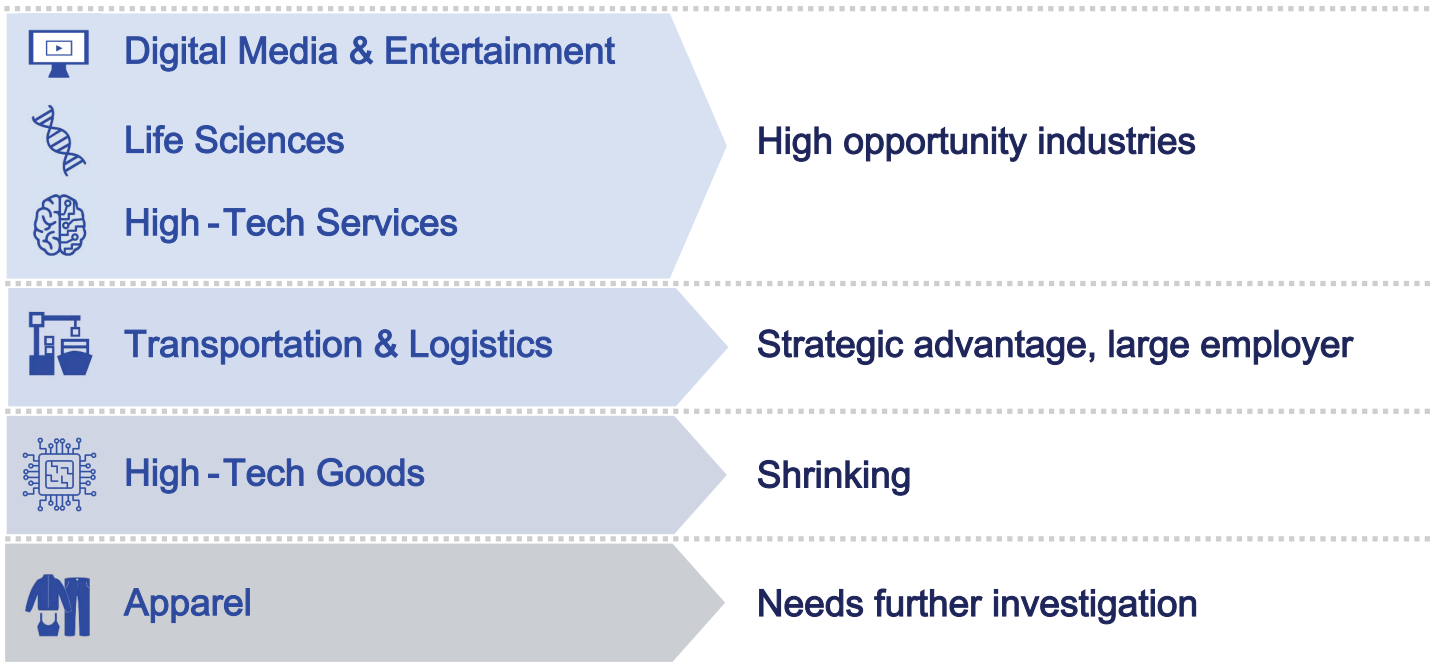 Digital Media & Entertainment
Life Sciences
High-Tech Services
High opportunity industries
Transportation & Logistics
Strategic advantage, large employer
High-Tech Goods
Shrinking
Apparel
Needs further investigation